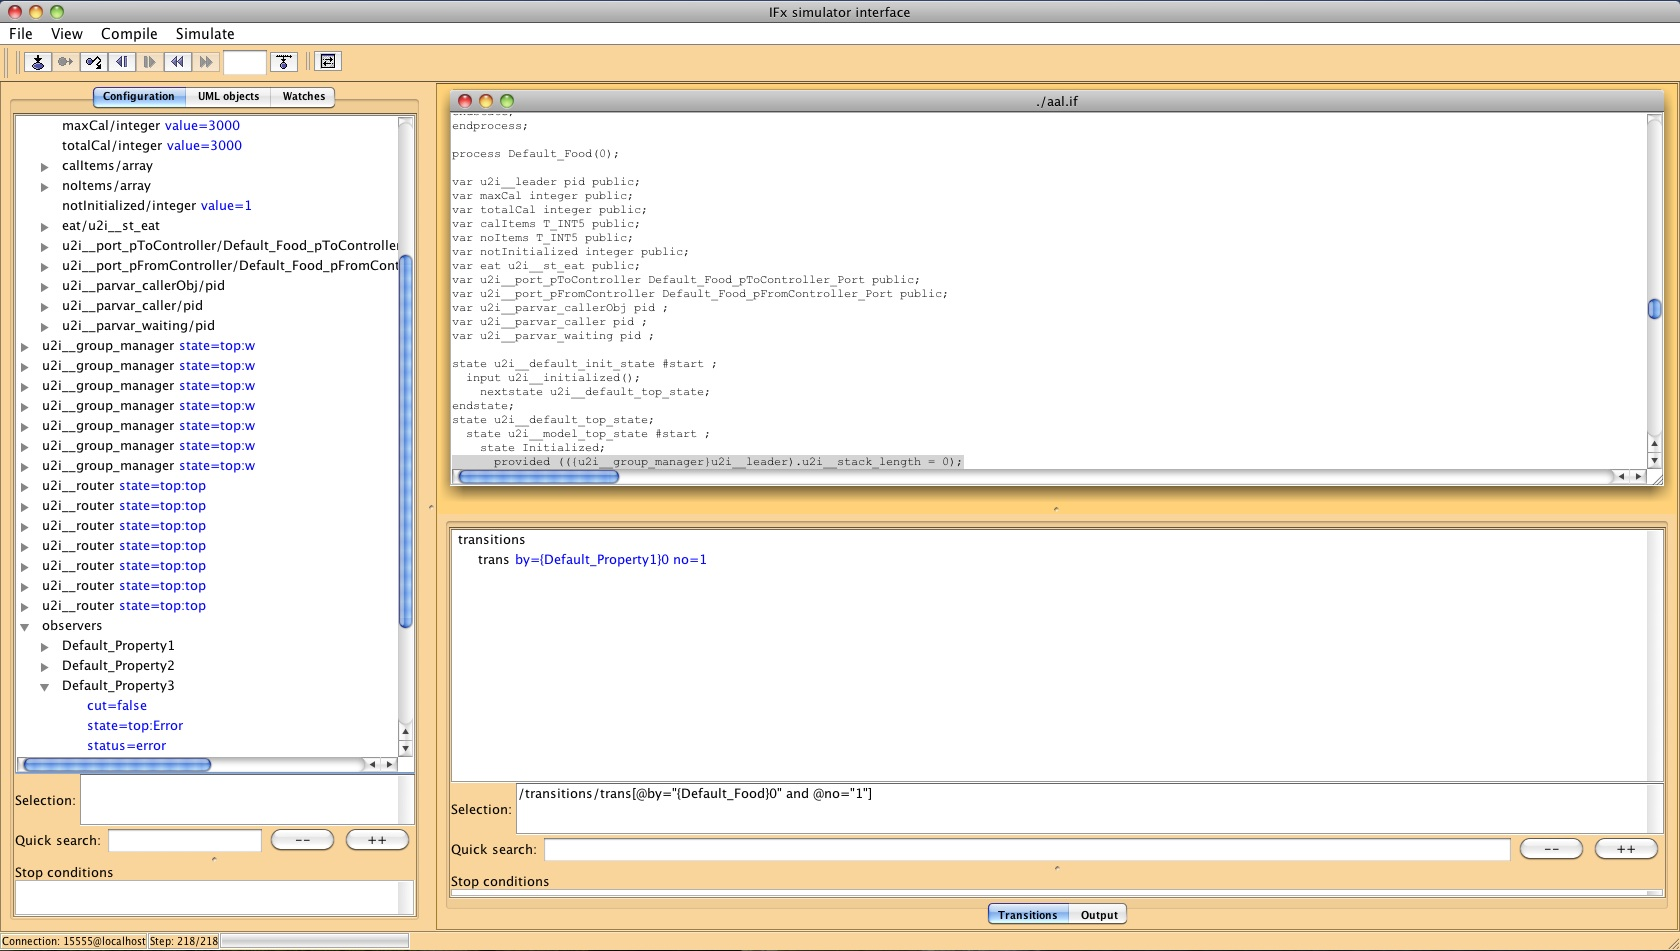 IFx simulator interface
File View Compile Simulate
Configuration UML objects Watches
maxCal/integer value=3000
totalCal/integer value=3000
calItems/array
noItems/array
notInitialized/integer value=1
eat/u2i__st_eat
u2i__port_pToController/Default_Food_pToController
u2i__port_pFromController/Default_Food_pFromCont
u2i__parvar_callerObj/pid
u2i__parvar_caller/pid
u2i__parvar_waiting/pid
u2i__group_manager state=top:w
u2i__group_manager state=top:w
u2i__group_manager state=top:w
u2i__group_manager state=top:w
u2i__group_manager state=top:w
u2i__group_manager state=top:w
u2i__group_manager state=top:w
u2i__router state=top:top
u2i__router state=top:top
u2i__router state=top:top
u2i__router state=top:top
u2i__router state=top:top
u2i__router state=top:top
u2i__router state=top:top
observers
Default_Property1
Default_Property2
Default_Property3
cut=false
state=top:Error
status=error
Selection:
Quick search: -- ++
Stop conditions
./aal.if
endstate;
endprocess;
process Default_Food(0);
var u2i__leader pid public;
var maxCal integer public;
var totalCal integer public;
var calItems T_INT5 public;
var noItems T_INT5 public;
var notInitialized integer public;
var eat u2i__st_eat public;
var u2i__port_pToController Default_Food_pToController_Port public;
var u2i__port_pFromController Default_Food_pFromController_Port public;
var u2i__parvar_callerObj pid ;
var u2i__parvar_caller pid ;
var u2i__parvar_waiting pid ;
state u2i__default_init_state #start ;
input u2i__initialized();
nextstate u2i__default_top_state;
endstate;
state u2i__default_top_state;
state u2i__model_top_state #start ;
state Initialized;
provided (({u2i__group_manager}u2i__leader).u2i__stack_length = 0);
transitions
trans by={Default_Property1}0 no=1
Selection: /transitions/trans[@by="{Default_Food}0" and @no="1"]
Quick search: -- ++
Stop conditions
Transitions Output
Connection: 15555@localhost Step: 218/218